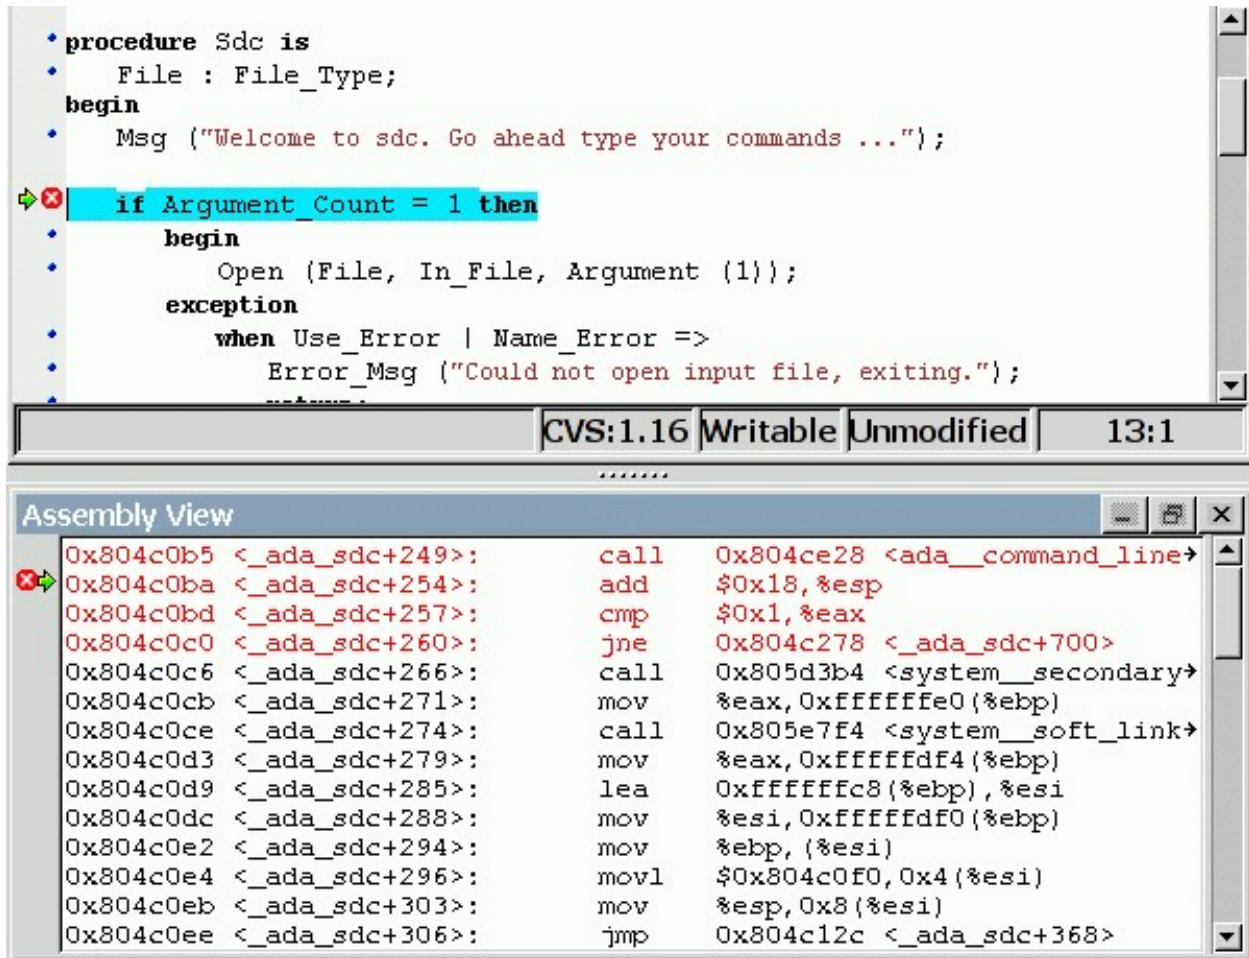 procedure Sdc is
File : File_Type;
begin
Msg ("Welcome to sdc. Go ahead type your commands ...");
if Argument_Count = 1 then
begin
Open (File, In_File, Argument (1));
exception
when Use_Error | Name_Error =>
Error_Msg ("Could not open input file, exiting.");
CVS:1.16 Writable Unmodified 13:1
Assembly View
0x804c0b5 <_ada_sdc+249>: call 0x804ce28 <ada__command_line
0x804c0ba <_ada_sdc+254>: add $0x18,%esp
0x804c0bd <_ada_sdc+257>: cmp $0x1,%eax
0x804c0c0 <_ada_sdc+260>: jne 0x804c278 <_ada_sdc+700>
0x804c0c6 <_ada_sdc+266>: call 0x805d3b4 <system__secondary
0x804c0cb <_ada_sdc+271>: mov %eax,0xffffffe0(%ebp)
0x804c0ce <_ada_sdc+274>: call 0x805e7f4 <system__soft_link
0x804c0d3 <_ada_sdc+279>: mov %eax,0xfffffdf4(%ebp)
0x804c0d9 <_ada_sdc+285>: lea 0xffffffc8(%ebp),%esi
0x804c0dc <_ada_sdc+288>: mov %esi,0xfffffdf0(%ebp)
0x804c0e2 <_ada_sdc+294>: mov %ebp,(%esi)
0x804c0e4 <_ada_sdc+296>: movl $0x804c0f0,0x4(%esi)
0x804c0eb <_ada_sdc+303>: mov %esp,0x8(%esi)
0x804c0ee <_ada_sdc+306>: jmp 0x804c12c <_ada_sdc+368>